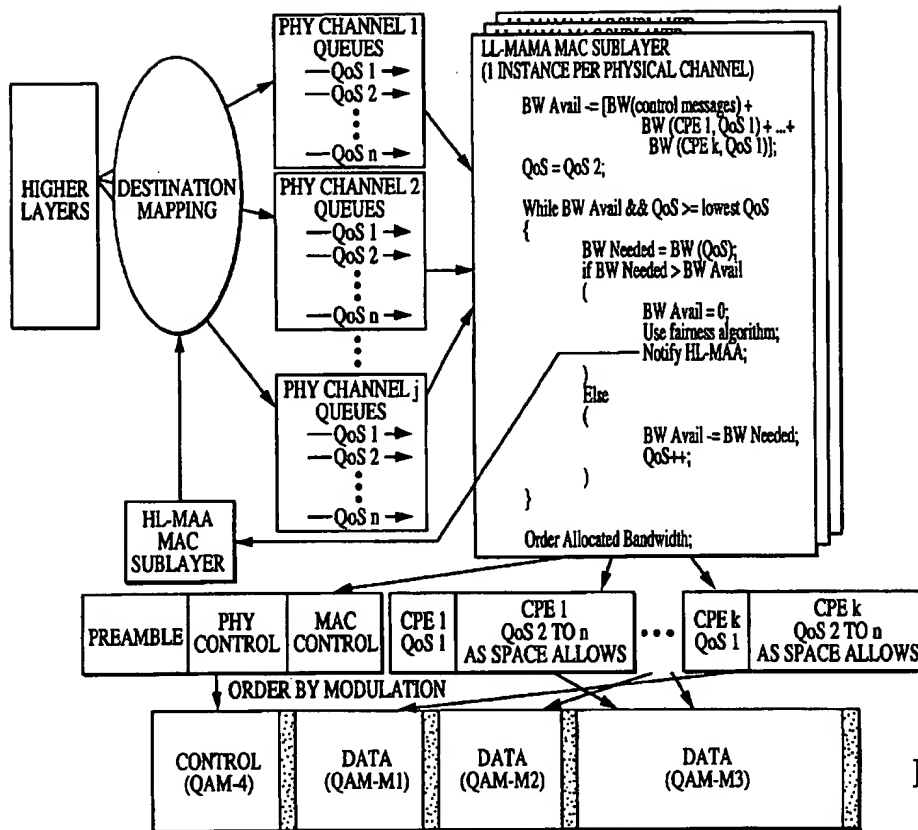 HIGHER
LAYERS
DESTINATION
MAPPING
PHY CHANNEL 1
QUEUES
QoS 1
QoS 2
QoS n
PHY CHANNEL 2
QUEUES
QoS 1
QoS 2
QoS n
PHY CHANNEL j
QUEUES
QoS 1
QoS 2
QoS n
HL-MAA
MAC
SUBLAYER
LL-MAMA MAC SUBLAYER
(1 INSTANCE PER PHYSICAL CHANNEL)
BW Avail -= [BW(control messages) +
BW (CPE 1, QoS 1) + ...+
BW (CPE k, QoS 1)];
QoS = QoS 2;
While BW Avail && QoS >= lowest QoS
{
BW Needed = BW (QoS);
if BW Needed > BW Avail
(
BW Avail = 0;
Use fairness algorithm;
Notify HL-MAA;
)
Else
(
BW Avail -= BW Needed;
QoS++;
)
}
Order Allocated Bandwidth;
PREAMBLE
PHY
CONTROL
MAC
CONTROL
CPE 1
QoS 1
CPE 1
QoS 2 TO n
AS SPACE ALLOWS
CPE k
QoS 1
CPE k
QoS 2 TO n
AS SPACE ALLOWS
ORDER BY MODULATION
CONTROL
(QAM-4)
DATA
(QAM-M1)
DATA
(QAM-M2)
DATA
(QAM-M3)